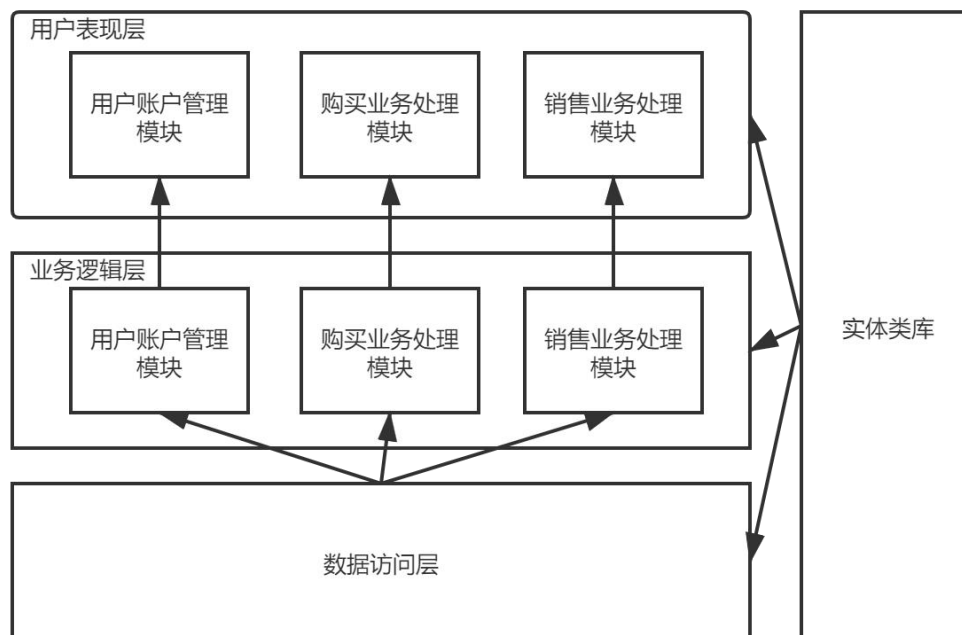 用户表现层
用户账户管理
模块
购买业务处理
模块
销售业务处理
模块
业务逻辑层
用户账户管理
模块
购买业务处理
模块
销售业务处理
模块
实体类库
数据访问层